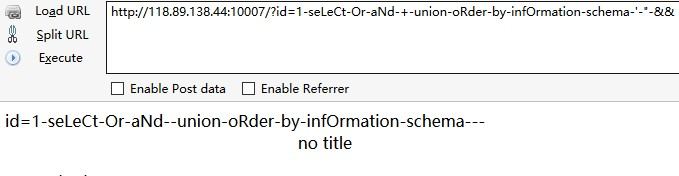 Load URL
http://118.89.138.44:10007/?id=1-seLeCt-Or-aNd-+-union-oRder-by-infOrmation-schema-'-"-&&
Split URL
Execute
Enable Post data
Enable Referrer
id=1-seLeCt-Or-aNd--union-oRder-by-infOrmation-schema---
no title